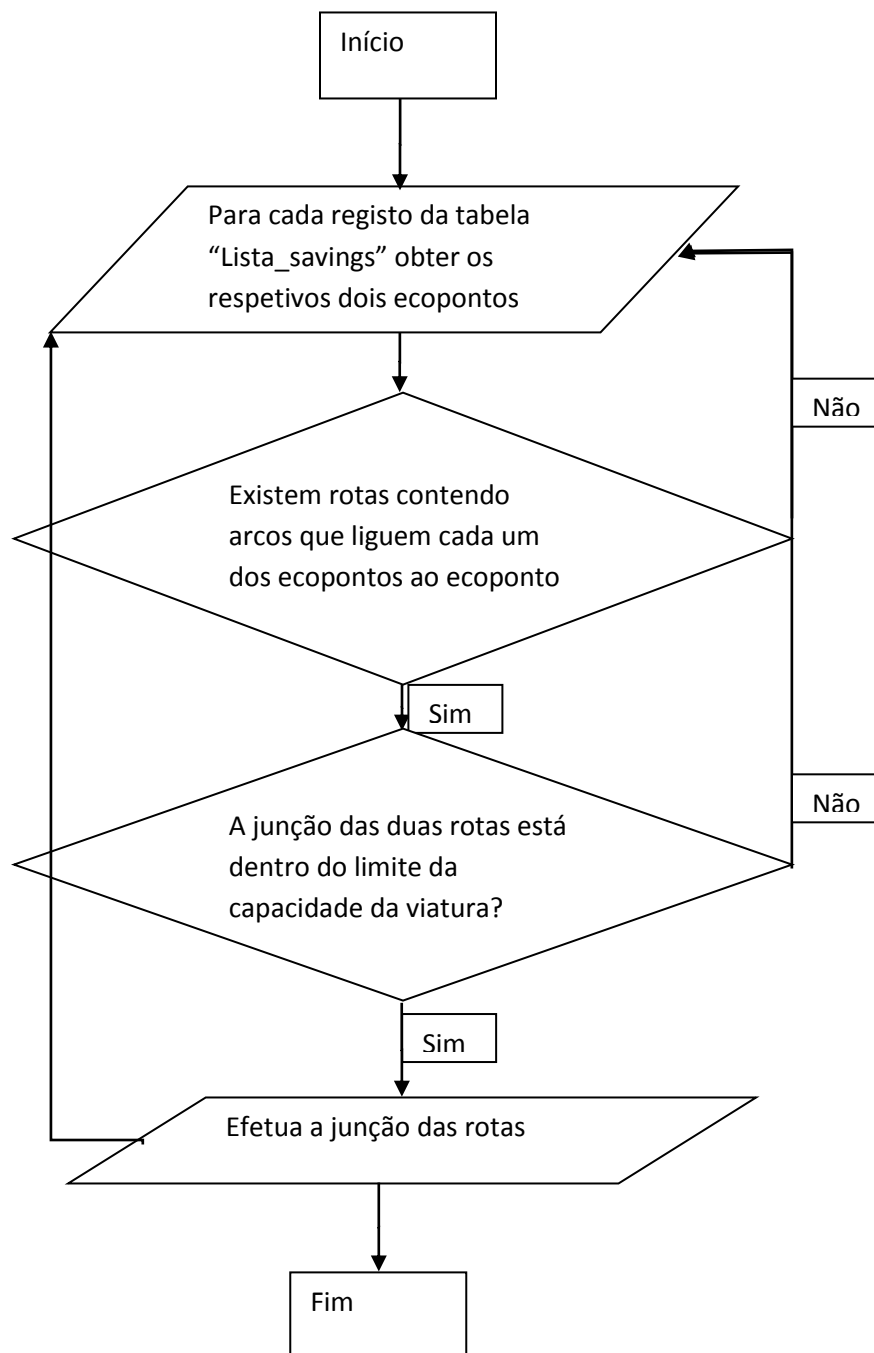 Início
Para cada registo da tabela
“Lista_savings” obter os
respetivos dois ecopontos
Não
Existem rotas contendo
arcos que liguem cada um
dos ecopontos ao ecoponto
Sim
Não
A junção das duas rotas está
dentro do limite da
capacidade da viatura?
Sim
Efetua a junção das rotas
Fim